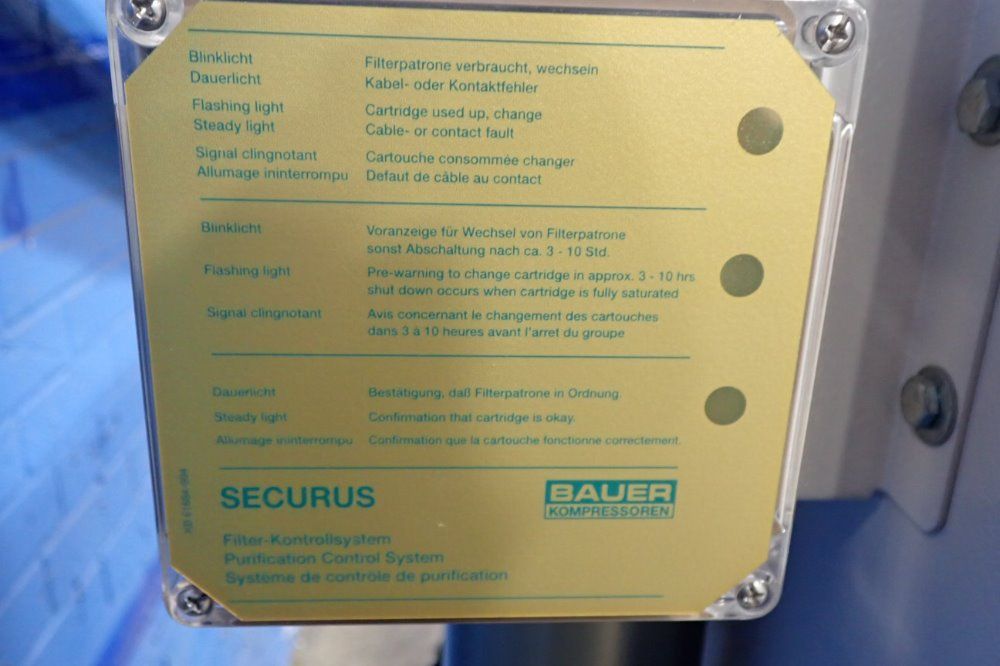 Blinklicht Filterpatrone verbraucht, wechseln
Dauerlicht Kabel- oder Kontaktfehler
Flashing light Cartridge used up, change
Steady light Cable- or contact fault
Signal clingnotant Cartouche consommée changer
Allumage ininterrompu Defaut de câble au contact
Blinklicht Voranzeige für Wechsel von Filterpatrone
sonst Abschaltung nach ca. 3 - 10 Std.
Flashing light Pre-warning to change cartridge in approx. 3 - 10 hrs
shut down occurs when cartridge is fully saturated
Signal clingnotant Avis concernant le changement des cartouches
dans 3 à 10 heures avant l'arret du groupe
Dauerlicht Bestätigung, daß Filterpatrone in Ordnung.
Steady light Confirmation that cartridge is okay.
Allumage ininterrompu Confirmation que la cartouche fonctionne correctement.
SECURUS
BAUER
KOMPRESSOREN
Filter-Kontrollsystem
Purification Control System
Système de contrôle de purification